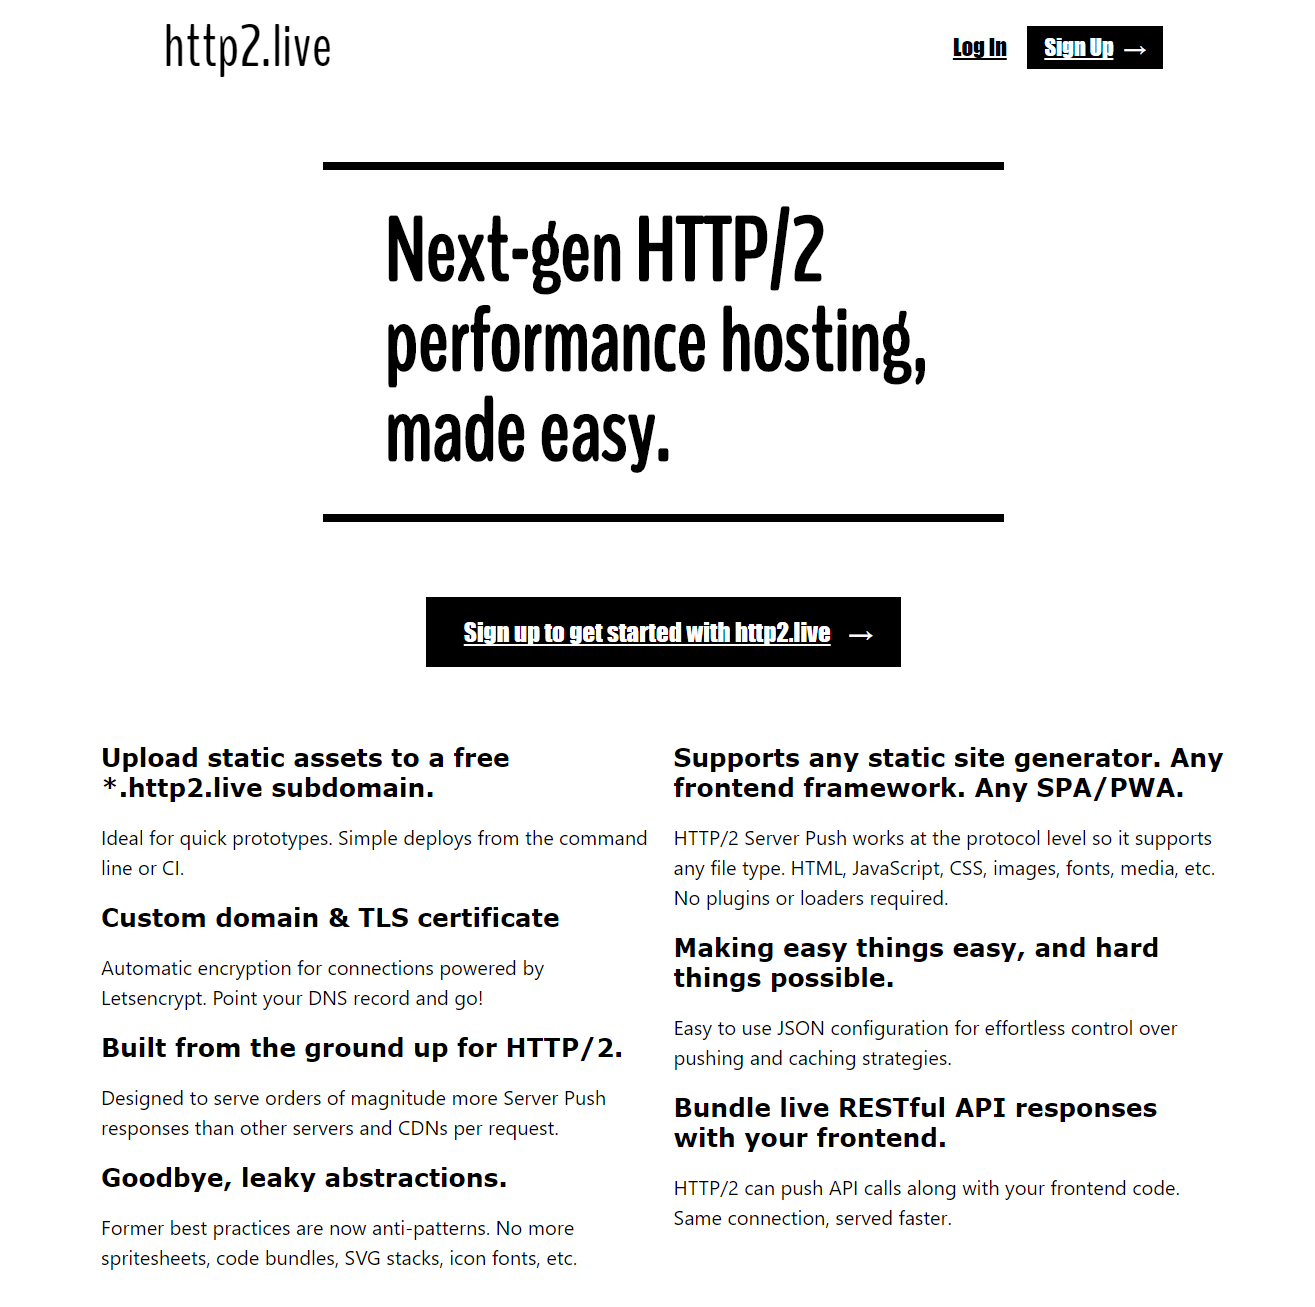 http2.live
Log In
Sign Up →
Next-gen HTTP/2
performance hosting,
made easy.
Sign up to get started with http2.live →
Upload static assets to a free
*.http2.live subdomain.
Ideal for quick prototypes. Simple deploys from the command
line or CI.
Custom domain & TLS certificate
Automatic encryption for connections powered by
Letsencrypt. Point your DNS record and go!
Built from the ground up for HTTP/2.
Designed to serve orders of magnitude more Server Push
responses than other servers and CDNs per request.
Goodbye, leaky abstractions.
Former best practices are now anti-patterns. No more
spritesheets, code bundles, SVG stacks, icon fonts, etc.
Supports any static site generator. Any
frontend framework. Any SPA/PWA.
HTTP/2 Server Push works at the protocol level so it supports
any file type. HTML, JavaScript, CSS, images, fonts, media, etc.
No plugins or loaders required.
Making easy things easy, and hard
things possible.
Easy to use JSON configuration for effortless control over
pushing and caching strategies.
Bundle live RESTful API responses
with your frontend.
HTTP/2 can push API calls along with your frontend code.
Same connection, served faster.